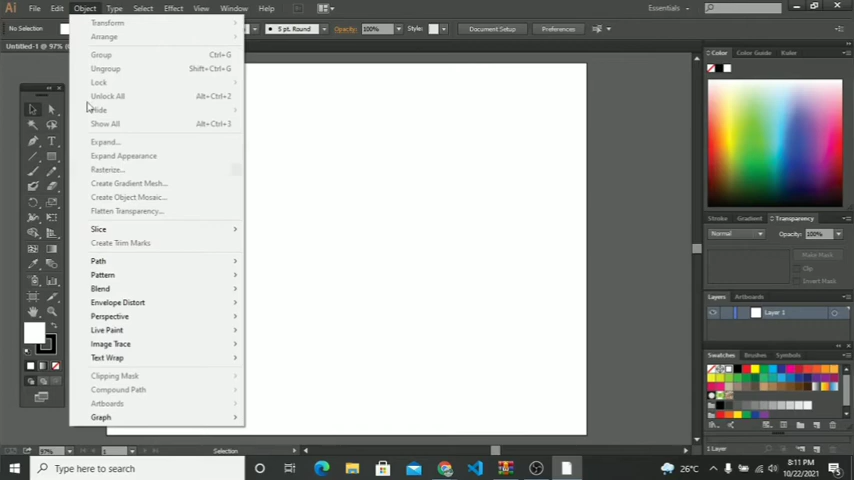 Ai File Edit Object Type Select Effect View Window Help Br Essentials
No Selection 5 pt. Round Opacity: 100% Style: Document Setup Preferences
Untitled-1 @ 97% (
Transform
Arrange
Group Ctrl+G
Ungroup Shift+Ctrl+G
Lock
Unlock All Alt+Ctrl+2
Hide
Show All Alt+Ctrl+3
Expand...
Expand Appearance
Rasterize...
Create Gradient Mesh...
Create Object Mosaic...
Flatten Transparency...
Slice
Create Trim Marks
Path
Pattern
Blend
Envelope Distort
Perspective
Live Paint
Image Trace
Text Wrap
Clipping Mask
Compound Path
Artboards
Graph
Color Color Guide Kuler
Stroke Gradient Transparency
Normal Opacity: 100%
Make Mask
Clip
Invert Mask
Layers Artboards
Layer 1
Swatches Brushes Symbols
1 Layer
97% 1 Selection
Type here to search
26°C
8:11 PM
10/22/2021